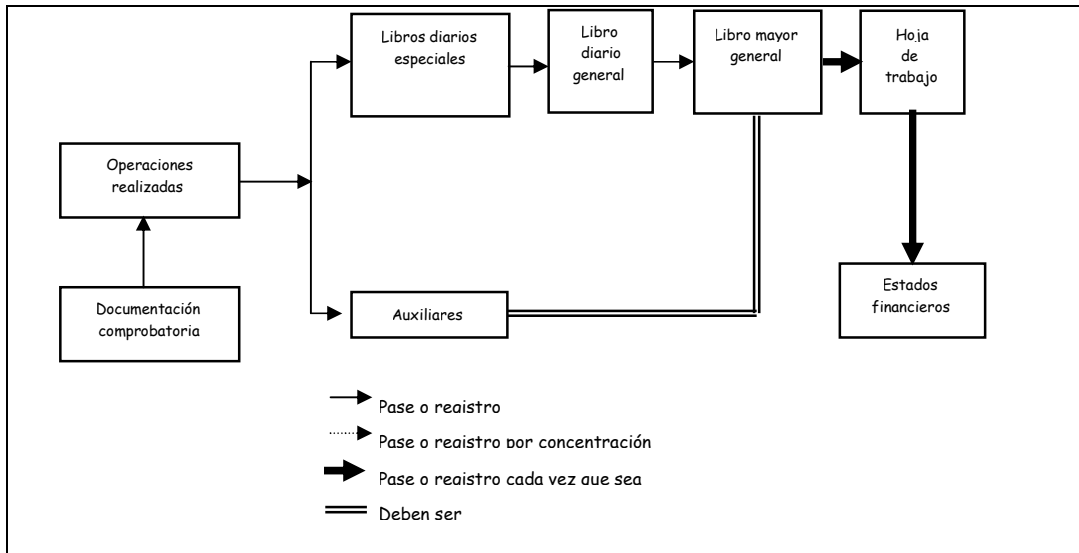 Libros diarios
especiales
Libro
diario
general
Libro mayor
general
Hoja
de
trabajo
Operaciones
realizadas
Documentación
comprobatoria
Auxiliares
Estados
financieros
Pase o registro
Pase o registro por concentración
Pase o registro cada vez que sea
Deben ser